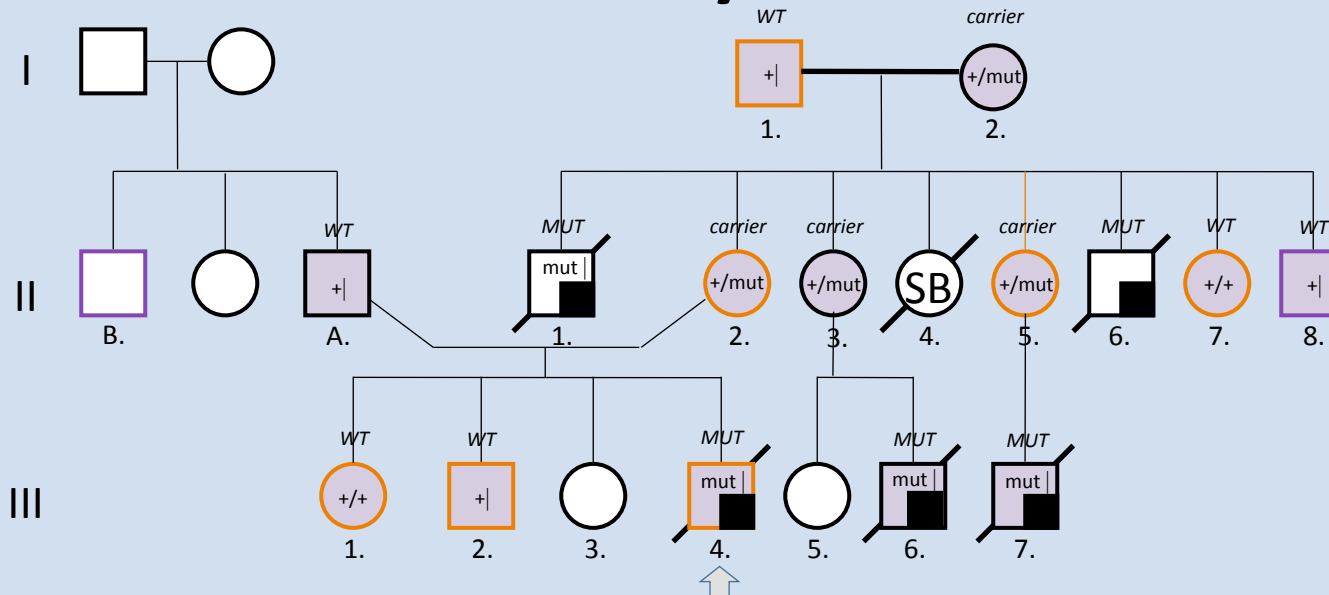 WT carrier
I
+| +/mut
1. 2.
WT MUT carrier carrier carrier MUT WT WT
II
+| mut | +/mut +/mut SB +/mut +/+ +|
B. A. 1. 2. 3. 4. 5. 6. 7. 8.
WT WT MUT MUT MUT
III
+/+ +| mut | mut | mut |
1. 2. 3. 4. 5. 6. 7.